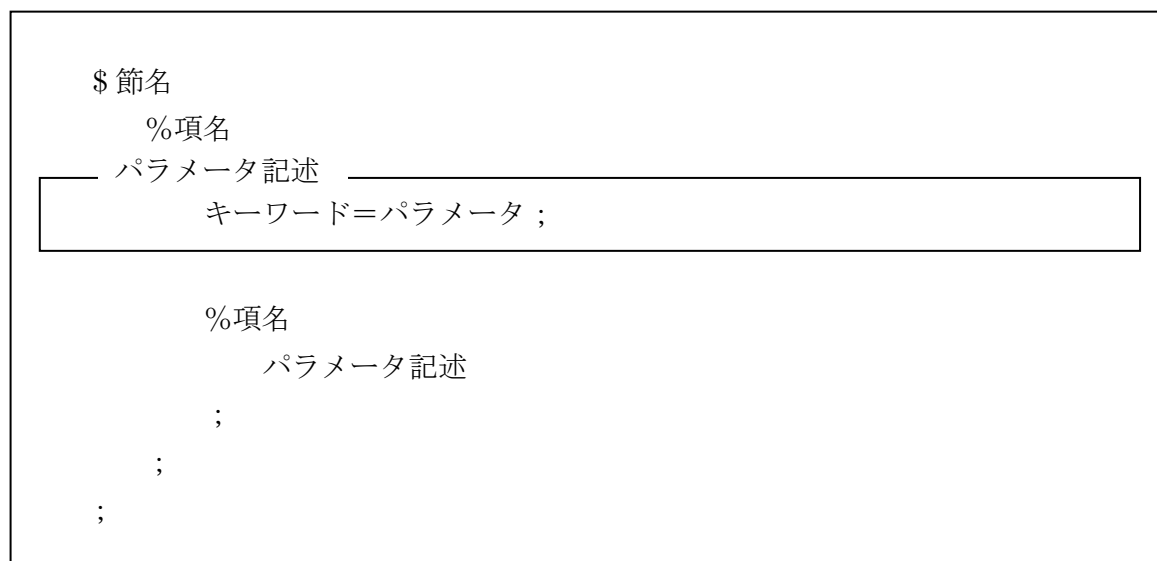 $ 節名
％項名
パラメータ記述
キーワード＝パラメータ ;
％項名
パラメータ記述
;
;
;